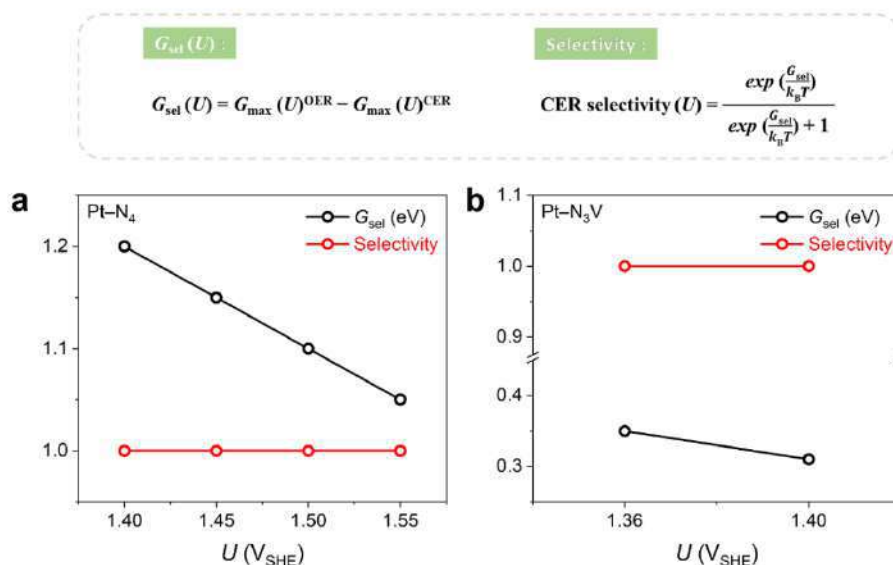 G_sel (U) :
Selectivity :
G_sel (U) = G_max (U)^OER − G_max (U)^CER
CER selectivity (U) = exp (G_sel / k_B T) / exp (G_sel / k_B T) + 1
a
Pt–N₄
G_sel (eV)
Selectivity
1.2
1.1
1.0
1.40 1.45 1.50 1.55
U (V_SHE)
b
Pt–N₃V
G_sel (eV)
Selectivity
1.1
1.0
0.9
0.4
0.3
1.36 1.40
U (V_SHE)